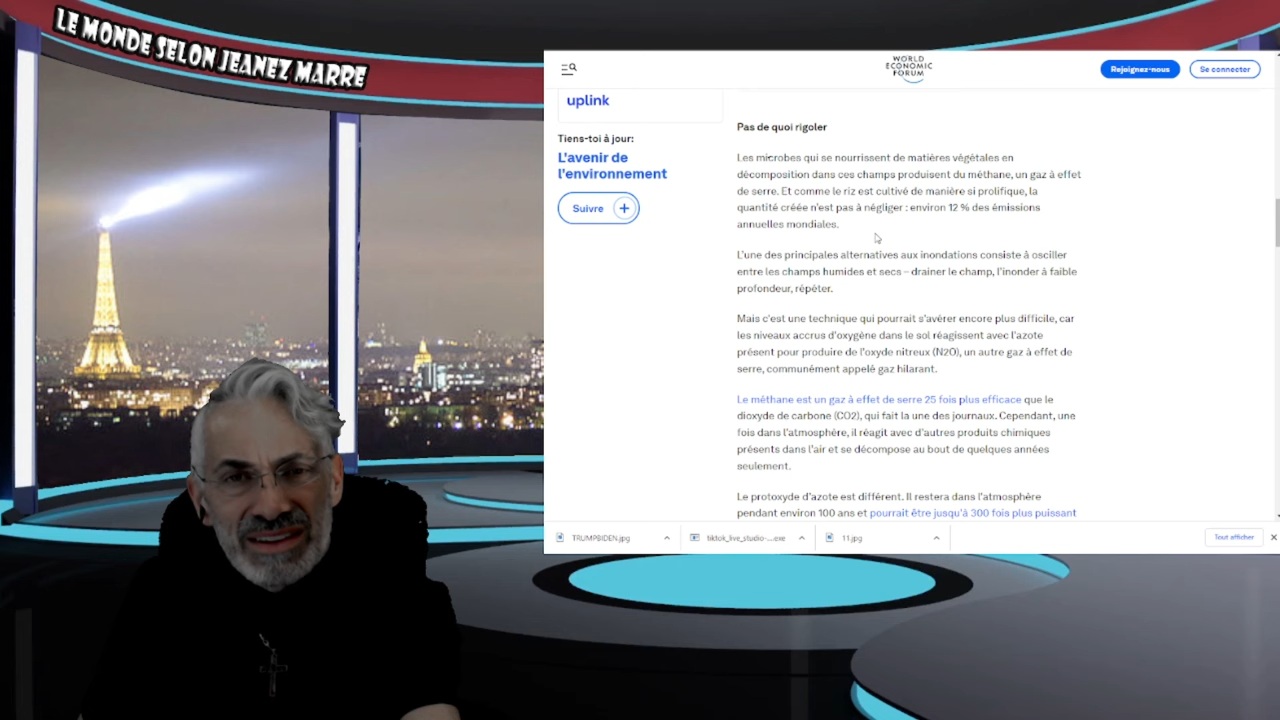 LE MONDE SELON JEANEZ MARRE
WORLD
ECONOMIC
FORUM
Rejoignez-nous
Se connecter
uplink
Tiens-toi à jour:
L'avenir de
l'environnement
Suivre
Pas de quoi rigoler
Les microbes qui se nourrissent de matières végétales en
décomposition dans ces champs produisent du méthane, un gaz à effet
de serre. Et comme le riz est cultivé de manière si prolifique, la
quantité créée n'est pas à négliger : environ 12 % des émissions
annuelles mondiales.
L'une des principales alternatives aux inondations consiste à osciller
entre les champs humides et secs – drainer le champ, l'inonder à faible
profondeur, répéter.
Mais c'est une technique qui pourrait s'avérer encore plus difficile, car
les niveaux accrus d'oxygène dans le sol réagissent avec l'azote
présent pour produire de l'oxyde nitreux (N2O), un autre gaz à effet de
serre, communément appelé gaz hilarant.
Le méthane est un gaz à effet de serre 25 fois plus efficace que le
dioxyde de carbone (CO2), qui fait la une des journaux. Cependant, une
fois dans l'atmosphère, il réagit avec d'autres produits chimiques
présents dans l'air et se décompose au bout de quelques années
seulement.
Le protoxyde d'azote est différent. Il restera dans l'atmosphère
pendant environ 100 ans et pourrait être jusqu'à 300 fois plus puissant
TRUMPBIDEN.jpg
tiktok_live_studio-....exe
11.jpg
Tout afficher